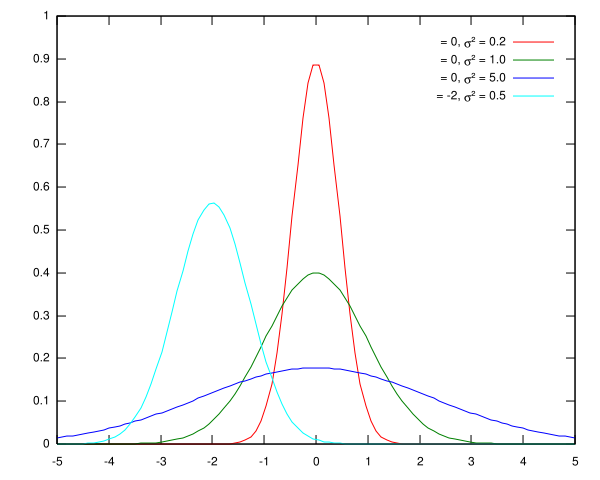 1
0.9
0.8
0.7
0.6
0.5
0.4
0.3
0.2
0.1
0
= 0, σ² = 0.2
= 0, σ² = 1.0
= 0, σ² = 5.0
= -2, σ² = 0.5
-5 -4 -3 -2 -1 0 1 2 3 4 5